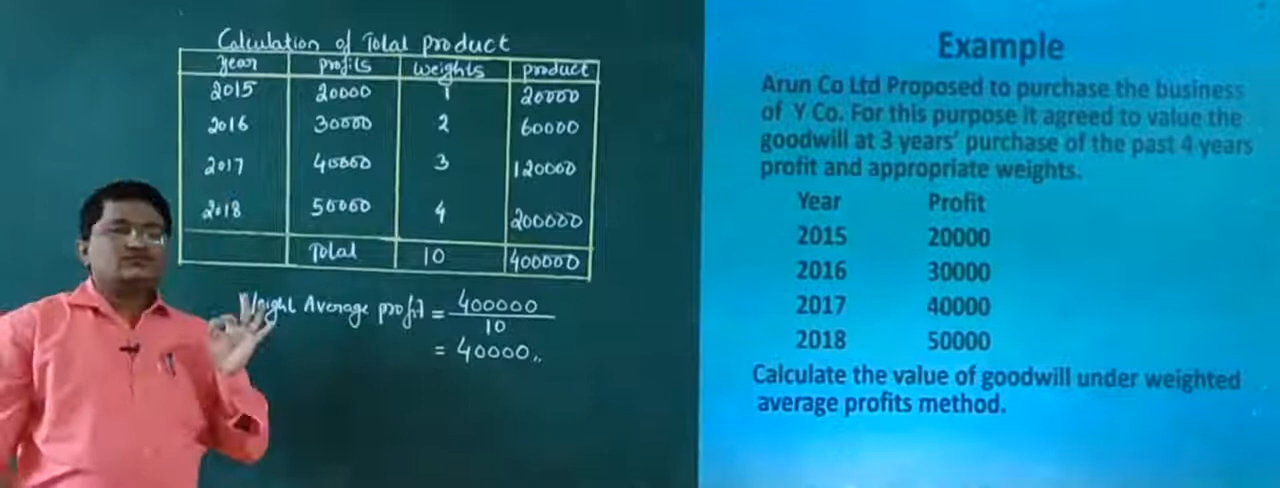 Calculation of Total product
Year profits weights product
2015 20000 1 20000
2016 30000 2 60000
2017 40000 3 120000
2018 50000 4 200000
Total 10 400000
Weight Average profit = 400000
10
= 40000,,
Example
Arun Co Ltd Proposed to purchase the business
of Y Co. For this purpose it agreed to value the
goodwill at 3 years' purchase of the past 4 years
profit and appropriate weights.
Year Profit
2015 20000
2016 30000
2017 40000
2018 50000
Calculate the value of goodwill under weighted
average profits method.